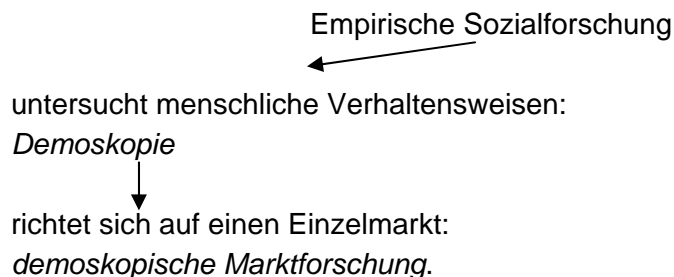 Empirische Sozialforschung
untersucht menschliche Verhaltensweisen:
Demoskopie
richtet sich auf einen Einzelmarkt:
demoskopische Marktforschung.